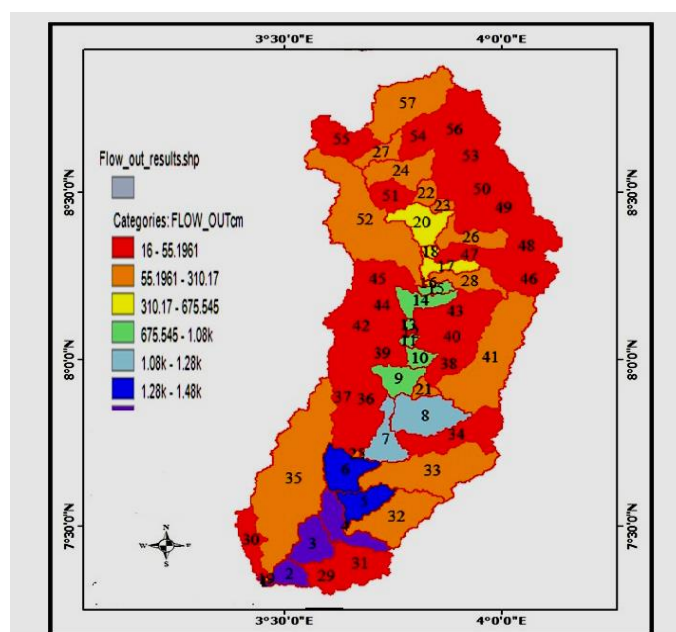 3°30'0"E 4°0'0"E
57
55 54 56
27 53
24
51 22 50
23 49
52 20
26
18 47 48
17
45 16 28 46
15
44 14 43
42 13
11 40
39 10 38 41
9
37 36 21
8
7 34
6 33
35
32
30 3
2 29 31
Flow_out_results.shp
Categories: FLOW_OUTcm
16 - 55.1961
55.1961 - 310.17
310.17 - 675.545
675.545 - 1.08k
1.08k - 1.28k
1.28k - 1.48k
8°30'0"N 8°30'0"N
8°0'0"N 8°0'0"N
7°30'0"N 7°30'0"N
N
W
S
3°30'0"E 4°0'0"E